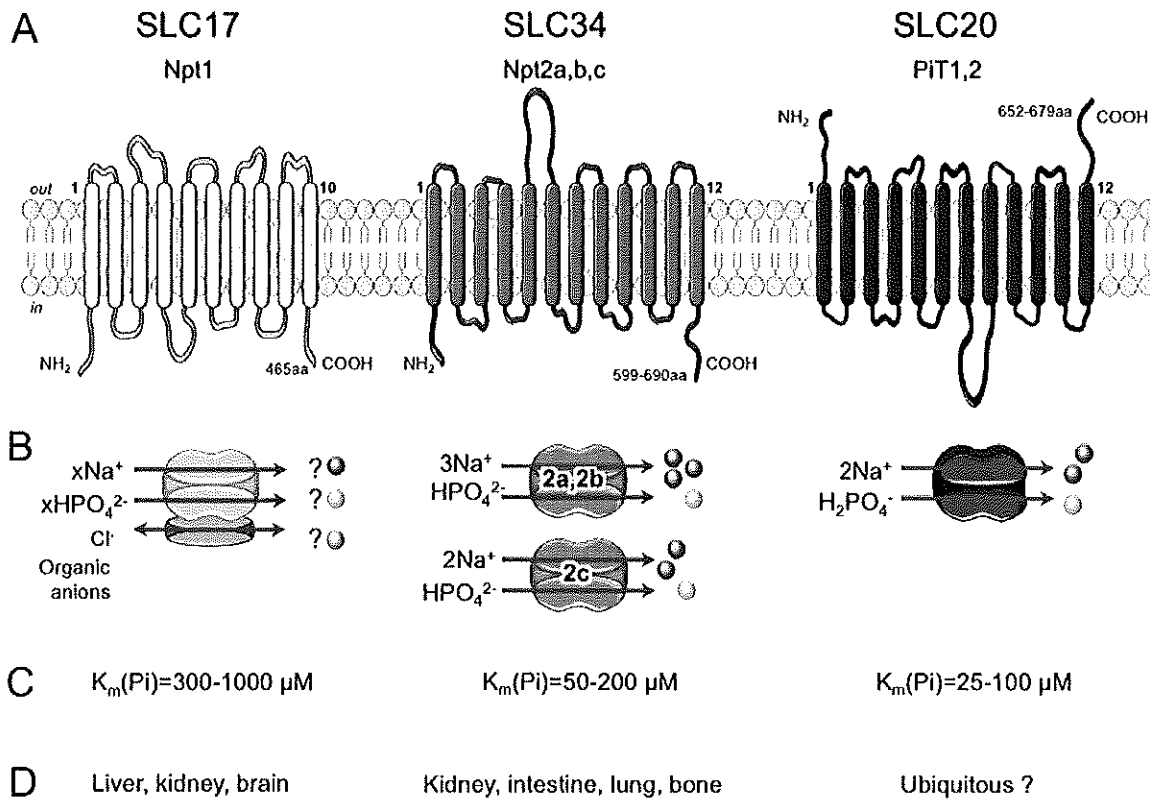 A
SLC17 SLC34 SLC20
Npt1 Npt2a,b,c PiT1,2
NH₂ 652-679aa COOH
out 1 10 1 12 1 12
in
NH₂ 465aa COOH NH₂ 599-690aa COOH
B
xNa⁺ ? 3Na⁺ 2a,2b 2Na⁺
xHPO₄²⁻ ? HPO₄²⁻ H₂PO₄⁻
Cl⁻ ?
Organic anions
2Na⁺ 2c
HPO₄²⁻
C Kₘ(Pi)=300-1000 µM Kₘ(Pi)=50-200 µM Kₘ(Pi)=25-100 µM
D Liver, kidney, brain Kidney, intestine, lung, bone Ubiquitous ?